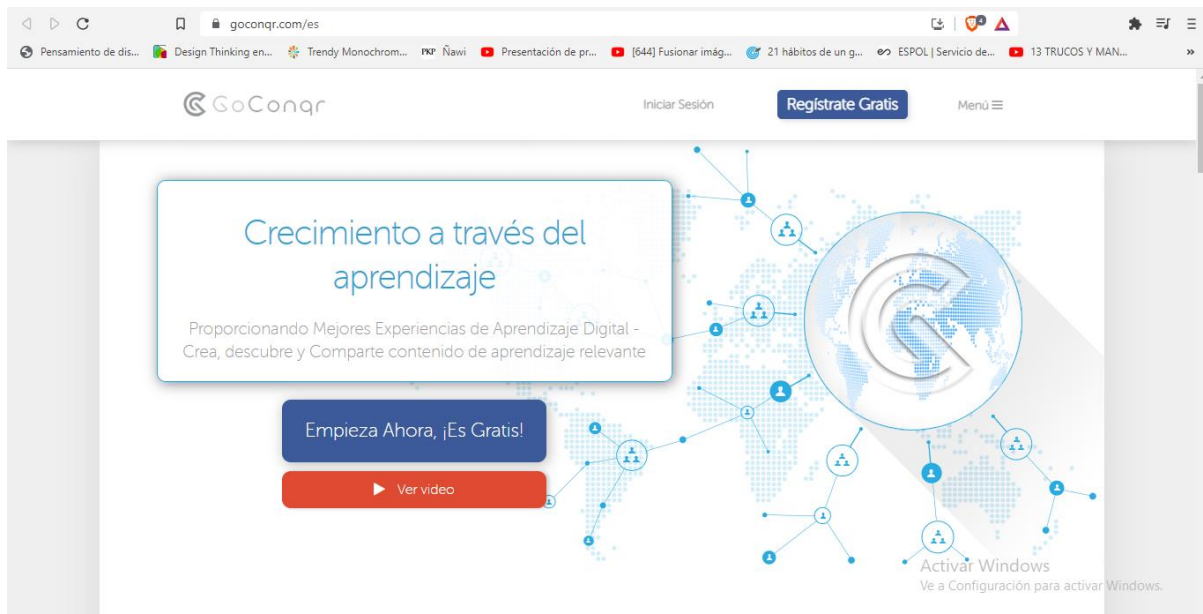 goconqr.com/es
4
Pensamiento de dis... Design Thinking en... Trendy Monochrom... PKP Ñawi Presentación de pr... [644] Fusionar imág... 21 hábitos de un g... ESPOL | Servicio de... 13 TRUCOS Y MAN... »
GoConqr Iniciar Sesión Regístrate Gratis Menú
Crecimiento a través del
aprendizaje
Proporcionando Mejores Experiencias de Aprendizaje Digital -
Crea, descubre y Comparte contenido de aprendizaje relevante
Empieza Ahora, ¡Es Gratis!
Ver video
Activar Windows
Ve a Configuración para activar Windows.